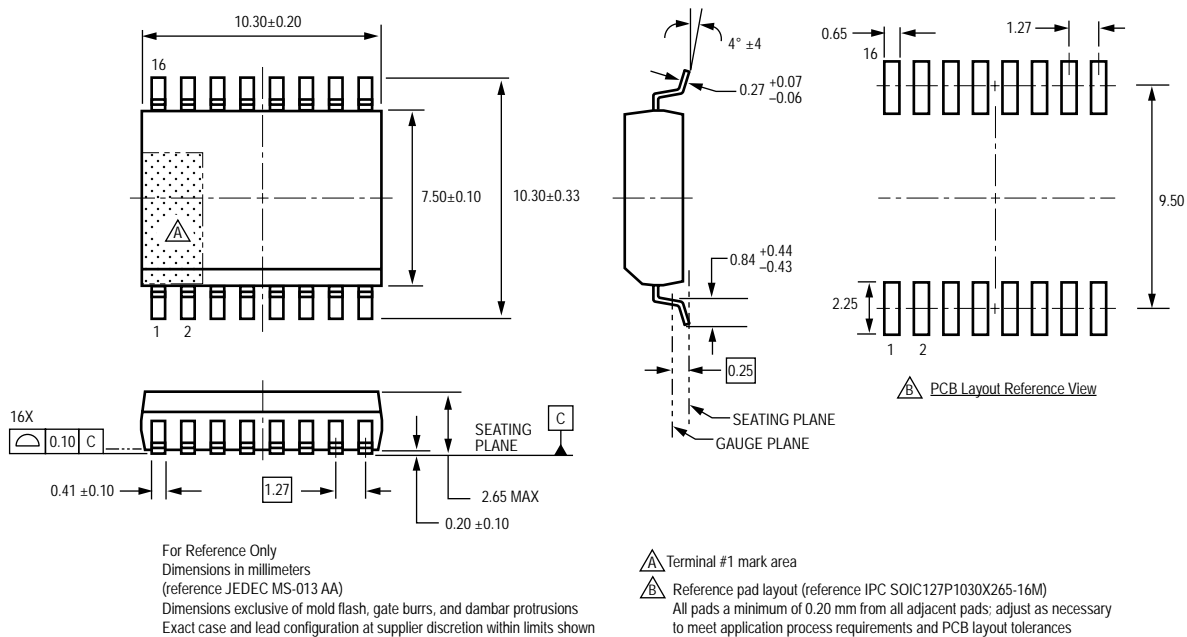 10.30±0.20
16
7.50±0.10
10.30±0.33
A
1 2
4° ±4
0.27 +0.07
–0.06
0.84 +0.44
–0.43
0.25
SEATING PLANE
GAUGE PLANE
0.65
16
1.27
9.50
2.25
1 2
B PCB Layout Reference View
16X
0.10 C
SEATING
PLANE
C
0.41 ±0.10
1.27
2.65 MAX
0.20 ±0.10
For Reference Only
Dimensions in millimeters
(reference JEDEC MS-013 AA)
Dimensions exclusive of mold flash, gate burrs, and dambar protrusions
Exact case and lead configuration at supplier discretion within limits shown
A Terminal #1 mark area
B Reference pad layout (reference IPC SOIC127P1030X265-16M)
All pads a minimum of 0.20 mm from all adjacent pads; adjust as necessary
to meet application process requirements and PCB layout tolerances